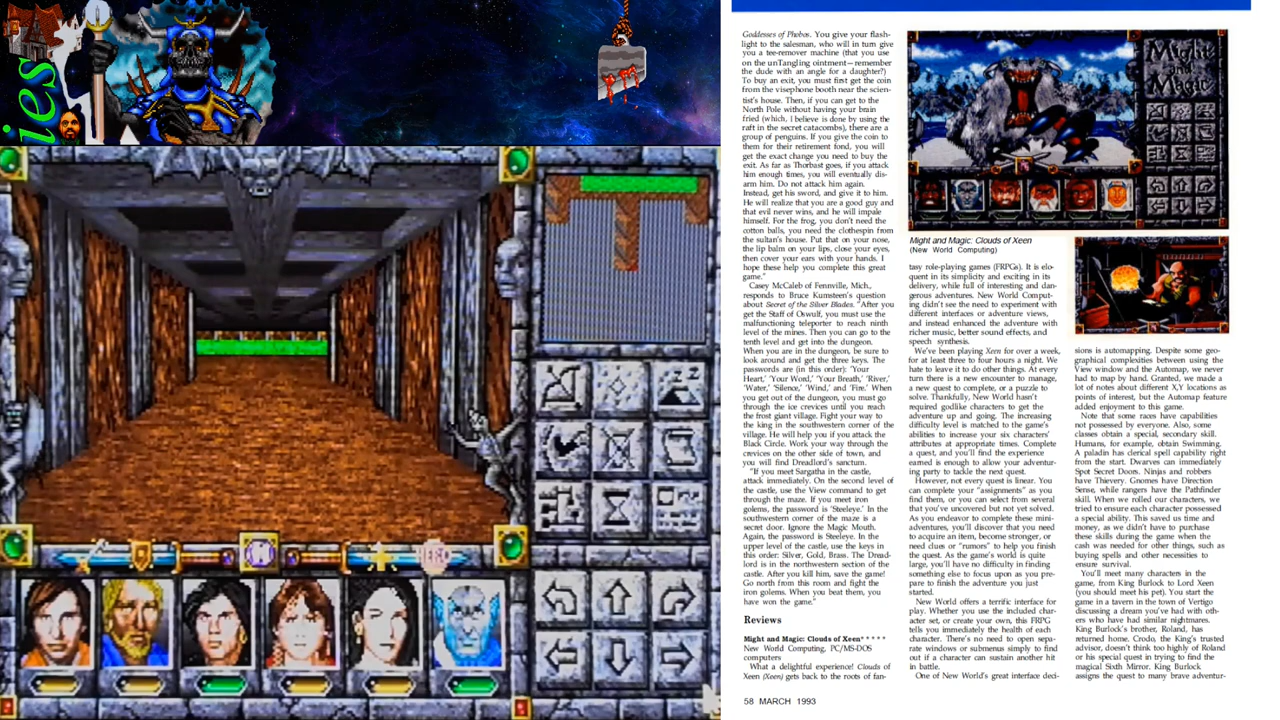 ies
Goddesses of Phobos. You give your flash-
light to the salesman, who will in turn give
you a tee-remover machine (that you use
on the unTangling ointment—remember
the dude with an angle for a daughter?)
To buy an exit, you must first get the coin
from the visephone booth near the scien-
tist's house. Then, if you can get to the
North Pole without having your brain
fried (which, I believe is done by using the
raft in the secret catacombs), there are a
group of penguins. If you give the coin to
them for their retirement fond, you will
get the exact change you need to buy the
exit. As far as Thorbast goes, if you attack
him enough times, you will eventually dis-
arm him. Do not attack him again.
Instead, get his sword, and give it to him.
He will realize that you are a good guy and
that evil never wins, and he will impale
himself. For the frog, you don't need the
cotton balls, you need the clothespin from
the sultan's house. Put that on your nose,
the lip balm on your lips, close your eyes,
then cover your ears with your hands. I
hope these help you complete this great
game."
Casey McCaleb of Fennville, Mich.,
responds to Bruce Kumsteen's question
about Secret of the Silver Blades. "After you
get the Staff of Oswulf, you must use the
malfunctioning teleporter to reach ninth
level of the mines. Then you can go to the
tenth level and get into the dungeon.
When you are in the dungeon, be sure to
look around and get the three keys. The
passwords are (in this order): 'Your
Heart,' 'Your Word,' 'Your Breath,' 'River,'
'Water,' 'Silence,' 'Wind,' and 'Fire.' When
you get out of the dungeon, you must go
through the ice crevices until you reach
the frost giant village. Fight your way to
the king in the southwestern corner of the
village. He will help you if you attack the
Black Circle. Work your way through the
crevices on the other side of town, and
you will find Dreadlord's sanctum.
"If you meet Sargatha in the castle,
attack immediately. On the second level of
the castle, use the View command to get
through the maze. If you meet iron
golems, the password is 'Steeleye.' In the
southwestern corner of the maze is a
secret door. Ignore the Magic Mouth.
Again, the password is Steeleye. In the
upper level of the castle, use the keys in
this order: Silver, Gold, Brass. The Dread-
lord is in the northwestern section of the
castle. After you kill him, save the game!
Go north from this room and fight the
iron golems. When you beat them, you
have won the game."
Reviews
Might and Magic: Clouds of Xeen*****
New World Computing, PC/MS-DOS
computers
What a delightful experience! Clouds of
Xeen (Xeen) gets back to the roots of fan-
58 MARCH 1993
Might
and
Magic
Might and Magic: Clouds of Xeen
(New World Computing)
tasy role-playing games (FRPGs). It is elo-
quent in its simplicity and exciting in its
delivery, while full of interesting and dan-
gerous adventures. New World Comput-
ing didn't see the need to experiment with
different interfaces or adventure views,
and instead enhanced the adventure with
richer music, better sound effects, and
speech synthesis.
We've been playing Xeen for over a week,
for at least three to four hours a night. We
hate to leave it to do other things. At every
turn there is a new encounter to manage,
a new quest to complete, or a puzzle to
solve. Thankfully, New World hasn't
required godlike characters to get the
adventure up and going. The increasing
difficulty level is matched to the game's
abilities to increase your six characters'
attributes at appropriate times. Complete
a quest, and you'll find the experience
earned is enough to allow your adventur-
ing party to tackle the next quest.
However, not every quest is linear. You
can complete your "assignments" as you
find them, or you can select from several
that you've uncovered but not yet solved.
As you endeavor to complete these mini-
adventures, you'll discover that you need
to acquire an item, become stronger, or
need clues or "rumors" to help you finish
the quest. As the game's world is quite
large, you'll have no difficulty in finding
something else to focus upon as you pre-
pare to finish the adventure you just
started.
New World offers a terrific interface for
play. Whether you use the included char-
acter set, or create your own, this FRPG
tells you immediately the health of each
character. There's no need to open sepa-
rate windows or submenus simply to find
out if a character can sustain another hit
in battle.
One of New World's great interface deci-
sions is automapping. Despite some geo-
graphical complexities between using the
View window and the Automap, we never
had to map by hand. Granted, we made a
lot of notes about different X,Y locations as
points of interest, but the Automap feature
added enjoyment to this game.
Note that some races have capabilities
not possessed by everyone. Also, some
classes obtain a special, secondary skill.
Humans, for example, obtain Swimming.
A paladin has clerical spell capability right
from the start. Dwarves can immediately
Spot Secret Doors. Ninjas and robbers
have Thievery. Gnomes have Direction
Sense, while rangers have the Pathfinder
skill. When we rolled our characters, we
tried to ensure each character possessed
a special ability. This saved us time and
money, as we didn't have to purchase
these skills during the game when the
cash was needed for other things, such as
buying spells and other necessities to
ensure survival.
You'll meet many characters in the
game, from King Burlock to Lord Xeen
(you should meet his pet). You start the
game in a tavern in the town of Vertigo
discussing a dream you've had with oth-
ers who have had similar nightmares.
King Burlock's brother, Roland, has
returned home. Crodo, the King's trusted
advisor, doesn't think too highly of Roland
or his special quest in trying to find the
magical Sixth Mirror. King Burlock
assigns the quest to many brave adventur-